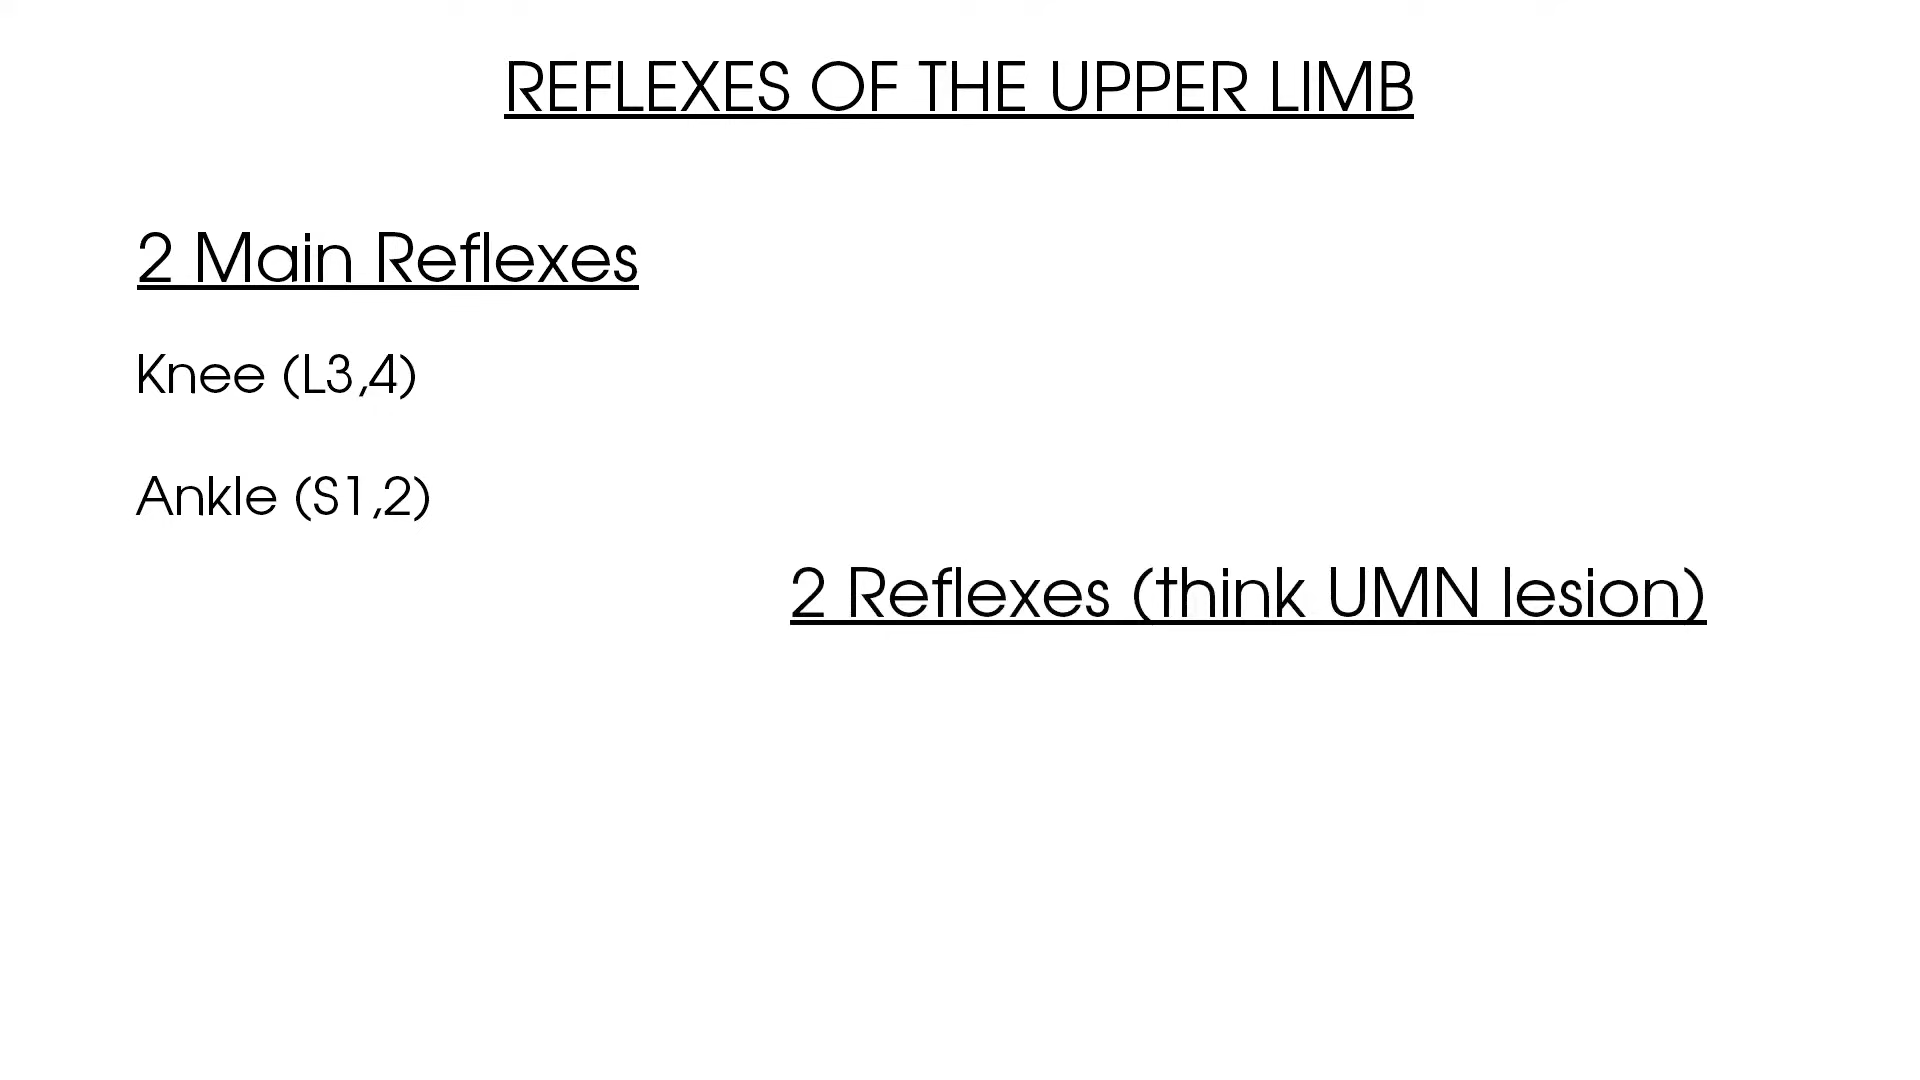 REFLEXES OF THE UPPER LIMB
2 Main Reflexes
Knee (L3,4)
Ankle (S1,2)
2 Reflexes (think UMN lesion)